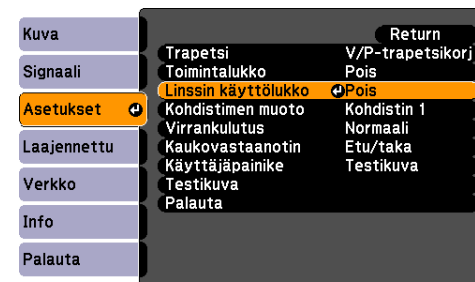 Kuva
Signaali
Asetukset
Laajennettu
Verkko
Info
Palauta
Return
Trapetsi V/P-trapetsikorj
Toimintalukko Pois
Linssin käyttölukko Pois
Kohdistimen muoto Kohdistin 1
Virrankulutus Normaali
Kaukovastaanotin Etu/taka
Käyttäjäpainike Testikuva
Testikuva
Palauta